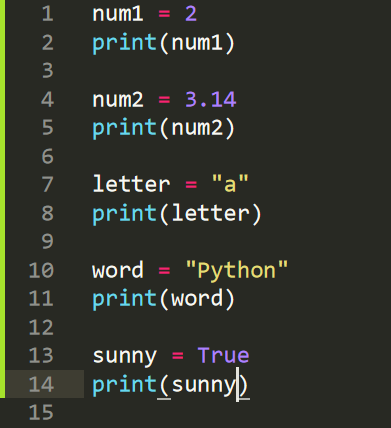 1 num1 = 2
2 print(num1)
3
4 num2 = 3.14
5 print(num2)
6
7 letter = "a"
8 print(letter)
9
10 word = "Python"
11 print(word)
12
13 sunny = True
14 print(sunny)
15